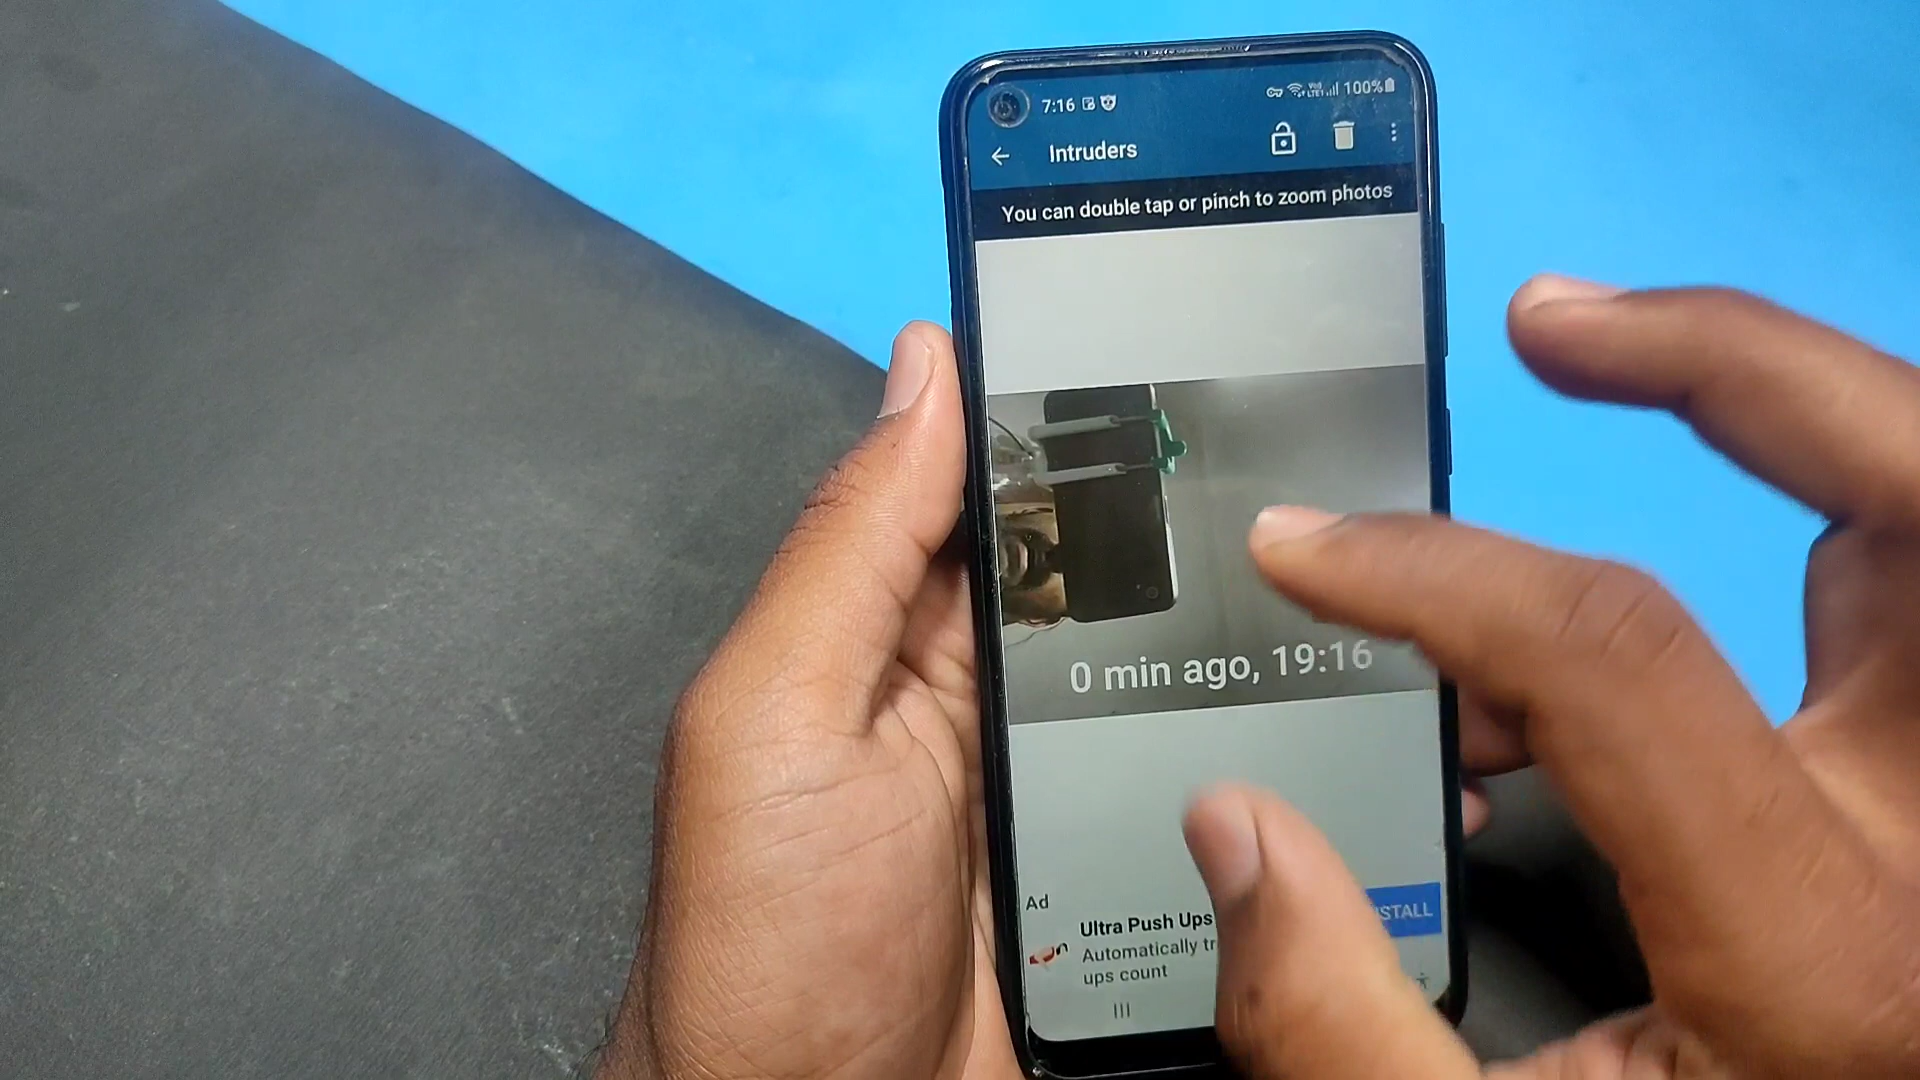 7:16
100%
Intruders
You can double tap or pinch to zoom photos
0 min ago, 19:16
Ad
Ultra Push Ups
STALL
Automatically tr
ups count